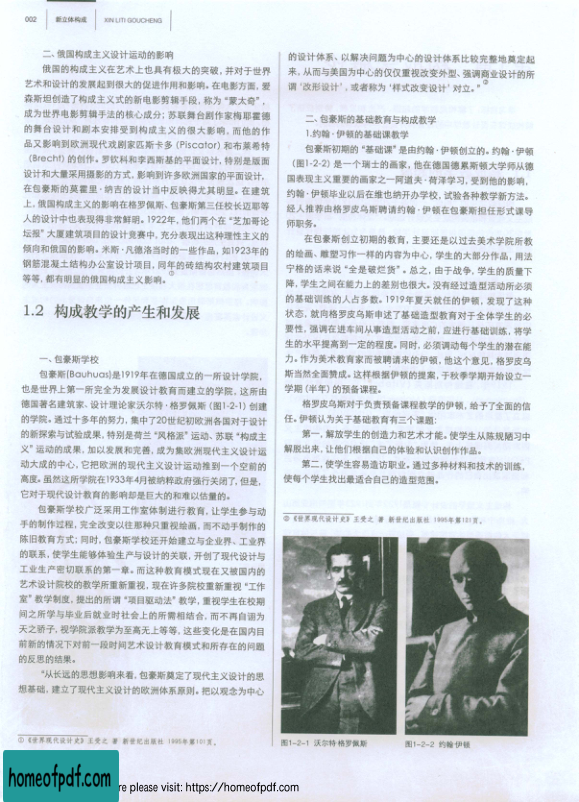 002 新立体构成 XIN LITI GOUCHENG
二、俄国构成主义设计运动的影响
俄国的构成主义在艺术上也具有极大的突破，并对于世界
艺术和设计的发展起到很大的促进作用和影响。在电影方面，爱
森斯坦创造了构成主义式的新电影剪辑手段，称为“蒙太奇”，
成为世界电影剪辑手法的核心成分；苏联舞台剧作家梅耶霍德
的舞台设计和剧本安排受到构成主义的很大影响，而他的作
品又影响到欧洲现代戏剧家匹斯卡多 (Piscator) 和布莱希特
(Brecht) 的创作。罗钦科和李西斯基的平面设计，特别是版面
设计和大量采用摄影的方式，影响到许多欧洲国家的平面设计，
在包豪斯的莫霍里·纳吉的设计当中反映得尤其明显。在建筑
上，俄国构成主义的影响在格罗佩斯、包豪斯第三任校长迈耶等
人的设计中也表现得非常鲜明。1922年，他们两个在“芝加哥论
坛报”大厦建筑项目的设计竞赛中，充分表现出这种理性主义的
倾向和俄国的影响。米斯·凡德洛当时的一些作品，如1923年的
钢筋混凝土结构办公室设计项目，同年的砖结构农村建筑项目
等等，都有明显的俄国构成主义影响。①
1.2 构成教学的产生和发展
一、包豪斯学校
包豪斯(Bauhuas)是1919年在德国成立的一所设计学院，
也是世界上第一所完全为发展设计教育而建立的学院，这所由
德国著名建筑家、设计理论家沃尔特·格罗佩斯 (图1-2-1) 创建
的学院。通过十多年的努力，集中了20世纪初欧洲各国对于设计
的新探索与试验成果，特别是荷兰“风格派”运动、苏联“构成主
义”运动的成果，加以发展和完善，成为集欧洲现代主义设计运
动大成的中心，它把欧洲的现代主义设计运动推到一个空前的
高度。虽然这所学院在1933年4月被纳粹政府强行关闭了，但是，
它对于现代设计教育的影响却是巨大的和难以估量的。
包豪斯学校广泛采用工作室体制进行教育，让学生参与动
手的制作过程，完全改变以往那种只重视绘画，而不动手制作的
陈旧教育方式；同时，包豪斯学校还开始建立与企业界、工业界
的联系，使学生能够体验生产与设计的关联，开创了现代设计与
工业生产密切联系的第一章。而这种教育模式现在又被国内的
艺术设计院校的教学所重新重视，现在许多院校重新重视“工作
室”教学制度，提出的所谓“项目驱动法”教学，重视学生在校期
间之所学与毕业后就业时社会上的所需相结合，而不再自诩为
天之骄子，视学院派教学为至高无上等等，这些变化是在国内目
前新的情况下对前一段时间艺术设计教育模式和所存在的问题
的反思的结果。
“从长远的思想影响来看，包豪斯奠定了现代主义设计的思
想基础，建立了现代主义设计的欧洲体系原则。把以观念为中心
① 《世界现代设计史》王受之 著 新世纪出版社 1995年第101页。
的设计体系、以解决问题为中心的设计体系比较完整地奠定起
来，从而与美国为中心的仅仅重视改变外型、强调商业设计的所
谓‘改形设计’，或者称为‘样式改变设计’对立。”②
二、包豪斯的基础教育与构成教学
1.约翰·伊顿的基础课教学
包豪斯初期的“基础课”是由约翰·伊顿创立的。约翰·伊顿
(图1-2-2) 是一个瑞士的画家，他在德国德累斯顿大学师从德
国表现主义重要的画家之一阿道夫·荷洋学习，受到他的影响，
约翰·伊顿毕业以后在维也纳开办学校，试验各种教学新方法。
经人推荐由格罗皮乌斯聘请约翰·伊顿在包豪斯担任形式课导
师职务。
在包豪斯创立初期的教育，主要还是以过去美术学院所教
的绘画、雕塑习作一样的内容为中心，学生的大部分作品，用法
宁格的话来说“全是破烂货”。总之，由于战争，学生的质量下
降，学生之间在能力上的差别也很大。没有经过造型活动所必须
的基础训练的人占多数。1919年夏天就任的伊顿，发现了这种
状态，就向格罗皮乌斯申述了基础造型教育对于全体学生的必
要性，强调在进车间从事造型活动之前，应进行基础训练，将学
生的水平提高到一定的程度。同时，必须调动每个学生的潜在能
力。作为美术教育家而被聘请来的伊顿，他这个意见，格罗皮乌
斯当然全面赞成。这样根据伊顿的提案，于秋季学期开始设立一
学期 (半年) 的预备课程。
格罗皮乌斯对于负责预备课程教学的伊顿，给予了全面的信
任。伊顿认为关于基础教育有三个课题：
第一，解放学生的创造力和艺术才能。使学生从陈规陋习中
解脱出来，让他们根据自己的体验和认识创作作品。
第二，使学生容易造访职业。通过多种材料和技术的训练，
使每个学生找出最适合自己的造型范围。
② 《世界现代设计史》王受之 著 新世纪出版社 1995年第101页。
图1-2-1 沃尔特·格罗佩斯
图1-2-2 约翰·伊顿
homeofpdf.com
re please visit: https://homeofpdf.com